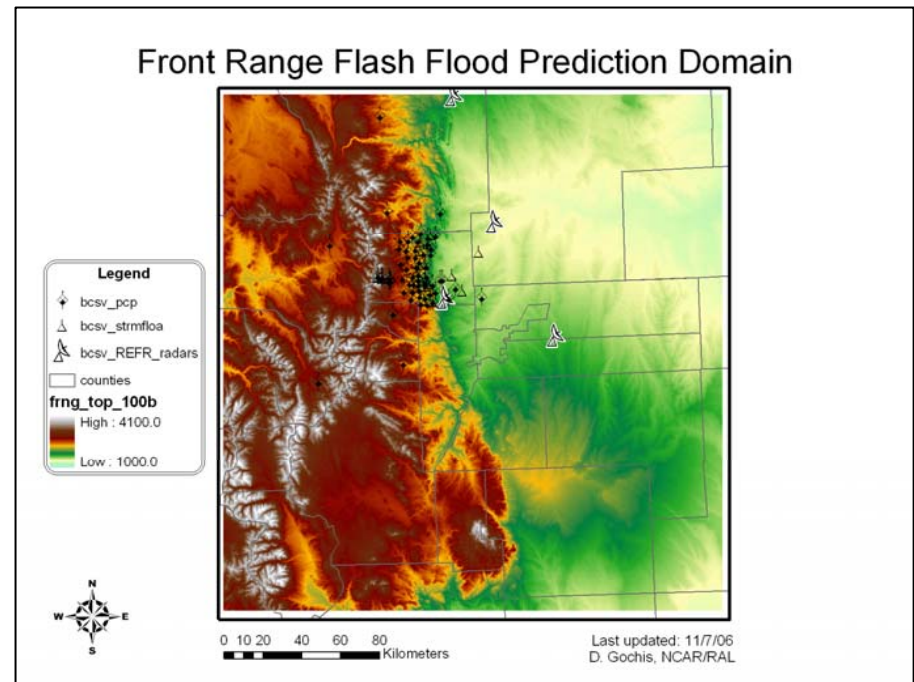 Front Range Flash Flood Prediction Domain
Legend
bcsv_pcp
bcsv_strmfloa
bcsv_REFR_radars
counties
frng_top_100b
High : 4100.0
Low : 1000.0
N
W E
S
0 10 20 40 60 80
Kilometers
Last updated: 11/7/06
D. Gochis, NCAR/RAL